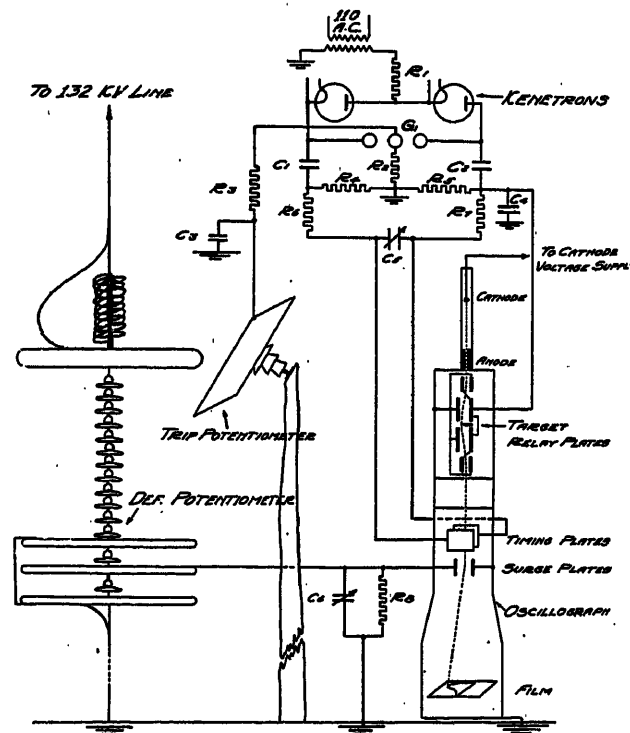 110
A.C.
TO 132 KV LINE
R1
KENETRONS
G1
C1
R2
C2
R3
R4
R5
R6
R7
C4
C3
C5
TO CATHODE
VOLTAGE SUPPL
CATHODE
ANODE
TRIP POTENTIOMETER
TARGET
RELAY PLATES
DEF. POTENTIOMETER
TIMING PLATES
SURGE PLATES
C6
R8
OSCILLOGRAPH
FILM